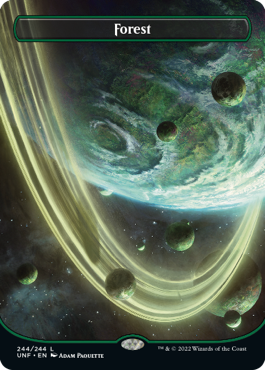 Forest
244/244 L
UNF • EN Adam Paquette
™ & © 2022 Wizards of the Coast